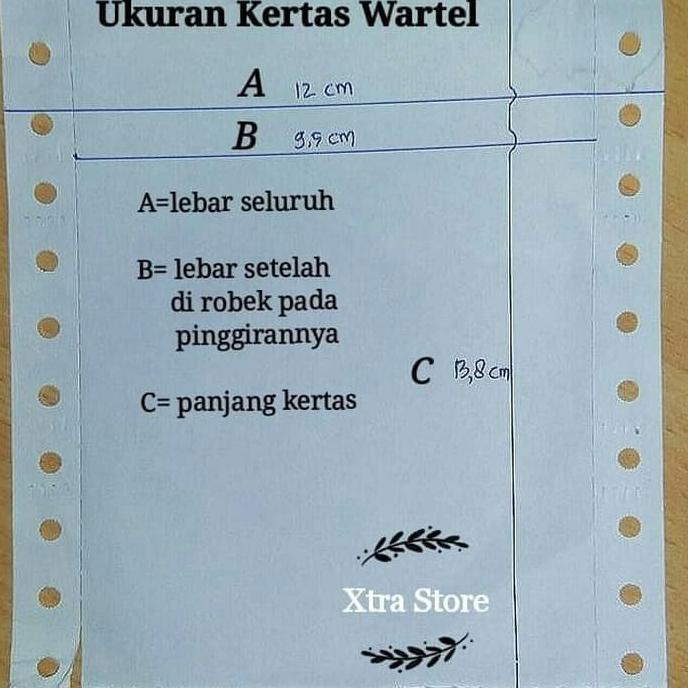 Ukuran Kertas Wartel
A 12 cm
B 9,5 cm
A=lebar seluruh
B= lebar setelah
di robek pada
pinggirannya
C 13,8 cm
C= panjang kertas
Xtra Store